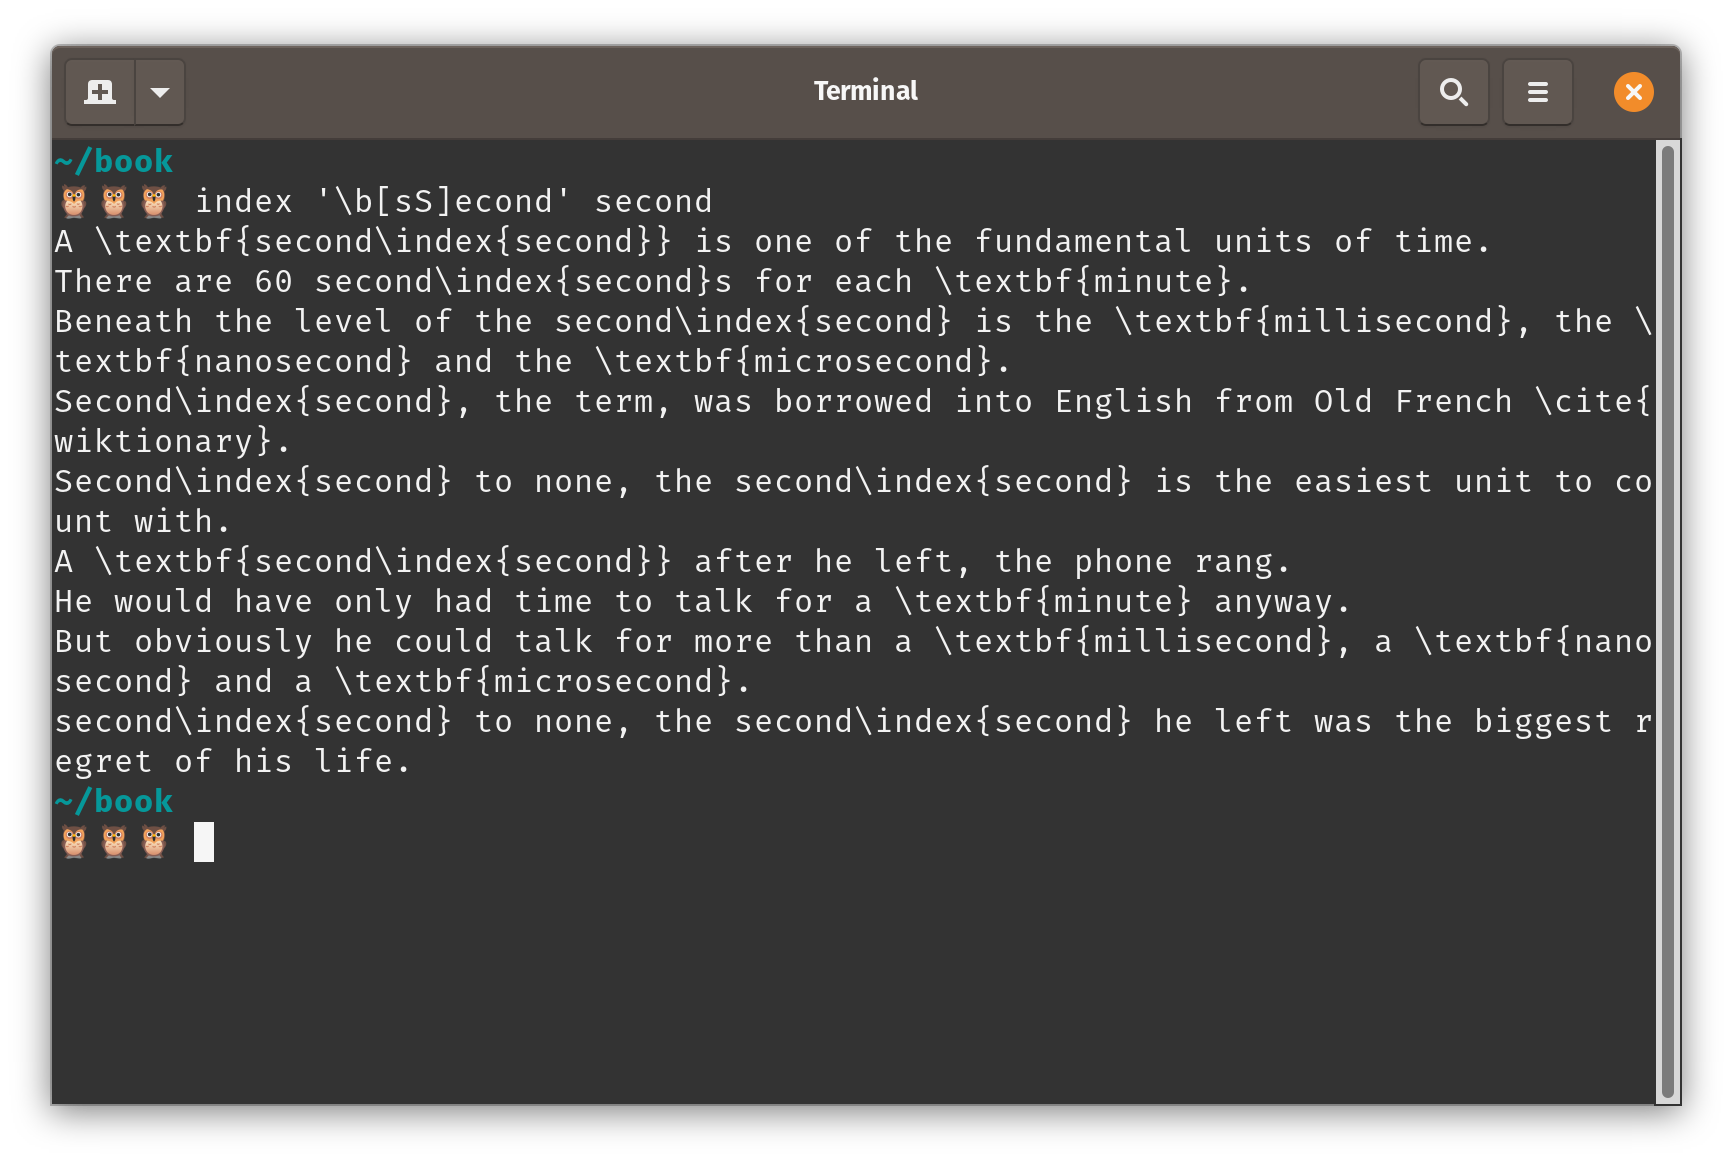 Terminal
~/book
🦉🦉🦉 index '\b[sS]econd' second
A \textbf{second\index{second}} is one of the fundamental units of time.
There are 60 second\index{second}s for each \textbf{minute}.
Beneath the level of the second\index{second} is the \textbf{millisecond}, the \
textbf{nanosecond} and the \textbf{microsecond}.
Second\index{second}, the term, was borrowed into English from Old French \cite{
wiktionary}.
Second\index{second} to none, the second\index{second} is the easiest unit to co
unt with.
A \textbf{second\index{second}} after he left, the phone rang.
He would have only had time to talk for a \textbf{minute} anyway.
But obviously he could talk for more than a \textbf{millisecond}, a \textbf{nano
second} and a \textbf{microsecond}.
second\index{second} to none, the second\index{second} he left was the biggest r
egret of his life.
~/book
🦉🦉🦉